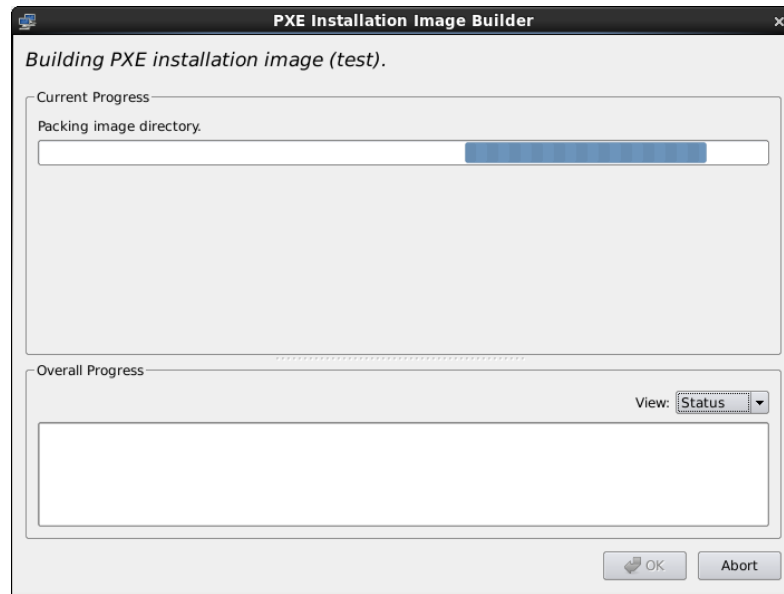 PXE Installation Image Builder
Building PXE installation image (test).
Current Progress
Packing image directory.
Overall Progress
View: Status
OK Abort